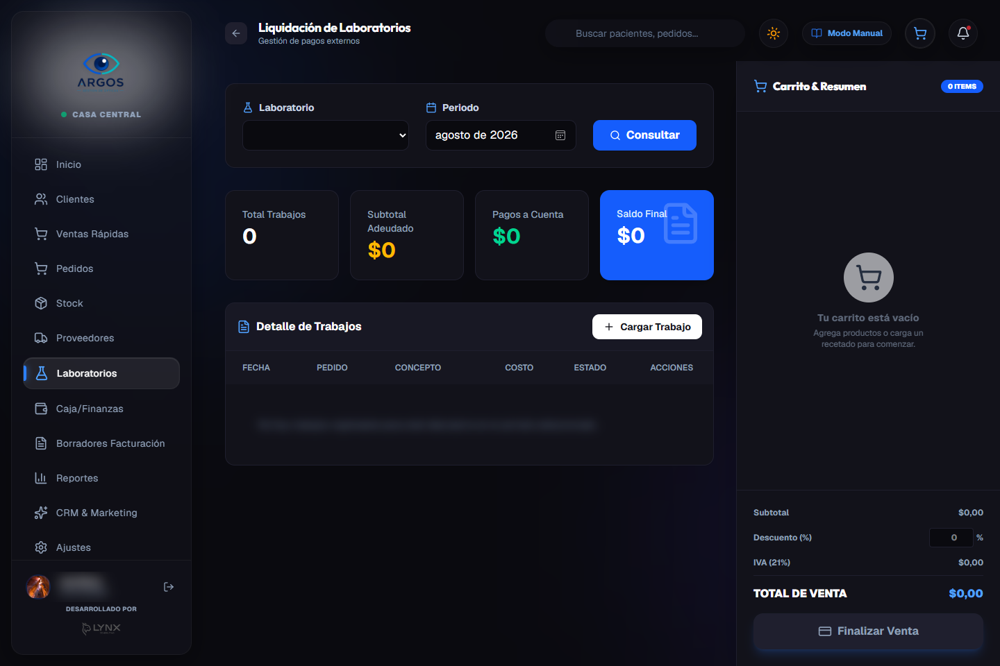 ARGOS
CASA CENTRAL
Inicio
Clientes
Ventas Rápidas
Pedidos
Stock
Proveedores
Laboratorios
Caja/Finanzas
Borradores Facturación
Reportes
CRM & Marketing
Ajustes
DESARROLLADO POR
LYNX
Liquidación de Laboratorios
Gestión de pagos externos
Buscar pacientes, pedidos...
Modo Manual
Laboratorio
Periodo
agosto de 2026
Consultar
Total Trabajos
0
Subtotal
Adeudado
$0
Pagos a Cuenta
$0
Saldo Final
$0
Detalle de Trabajos
Cargar Trabajo
FECHA PEDIDO CONCEPTO COSTO ESTADO ACCIONES
Carrito & Resumen
0 ITEMS
Tu carrito está vacío
Agrega productos o carga un
recetado para comenzar.
Subtotal $0,00
Descuento (%) 0 %
IVA (21%) $0,00
TOTAL DE VENTA $0,00
Finalizar Venta